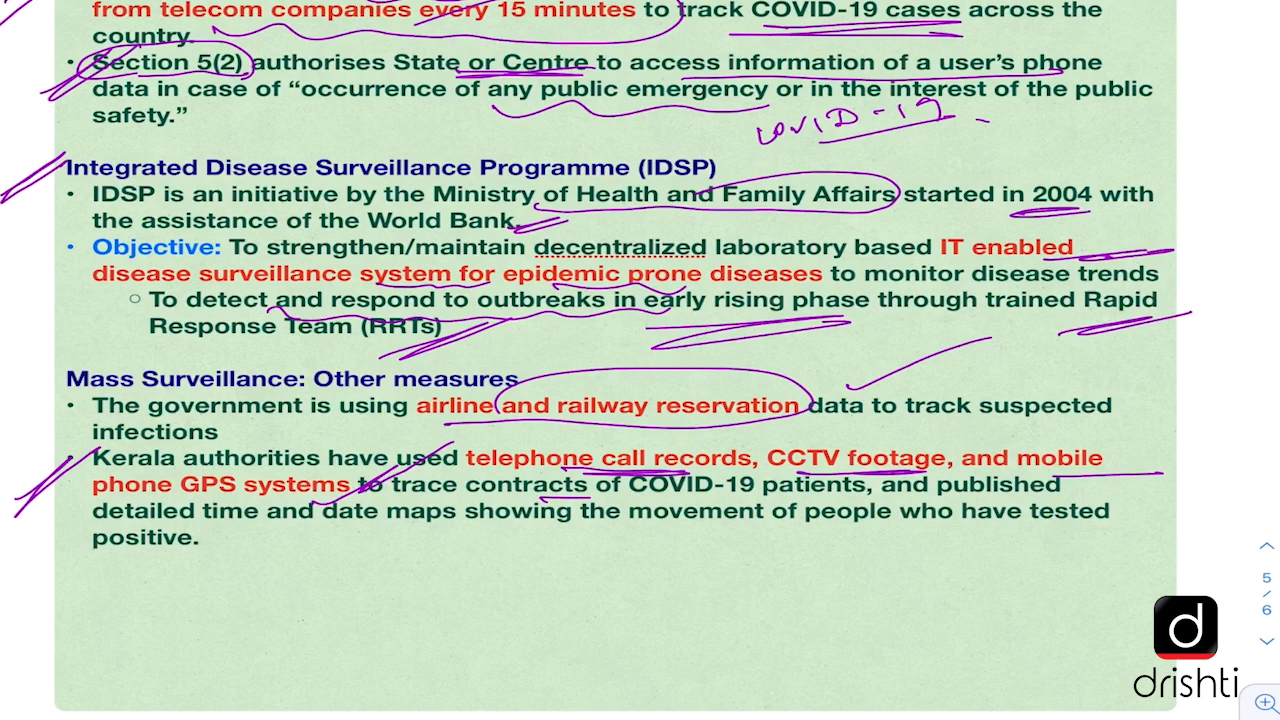 from telecom companies every 15 minutes to track COVID-19 cases across the
country.
• Section 5(2) authorises State or Centre to access information of a user’s phone
data in case of “occurrence of any public emergency or in the interest of the public
safety.”
COVID-19
Integrated Disease Surveillance Programme (IDSP)
• IDSP is an initiative by the Ministry of Health and Family Affairs started in 2004 with
the assistance of the World Bank.
• Objective: To strengthen/maintain decentralized laboratory based IT enabled
disease surveillance system for epidemic prone diseases to monitor disease trends
○ To detect and respond to outbreaks in early rising phase through trained Rapid
Response Team (RRTs)
Mass Surveillance: Other measures
• The government is using airline and railway reservation data to track suspected
infections
• Kerala authorities have used telephone call records, CCTV footage, and mobile
phone GPS systems to trace contracts of COVID-19 patients, and published
detailed time and date maps showing the movement of people who have tested
positive.
5
/
6
d
drishti